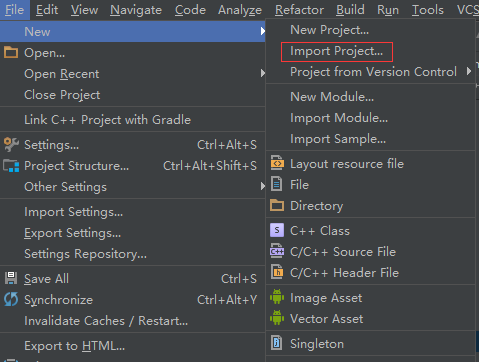 File Edit View Navigate Code Analyze Refactor Build Run Tools VCS
New
Open...
Open Recent
Close Project
Link C++ Project with Gradle
Settings... Ctrl+Alt+S
Project Structure... Ctrl+Alt+Shift+S
Other Settings
Import Settings...
Export Settings...
Settings Repository...
Save All Ctrl+S
Synchronize Ctrl+Alt+Y
Invalidate Caches / Restart...
Export to HTML...
New Project...
Import Project...
Project from Version Control
New Module...
Import Module...
Import Sample...
Layout resource file
File
Directory
C++ Class
C/C++ Source File
C/C++ Header File
Image Asset
Vector Asset
Singleton